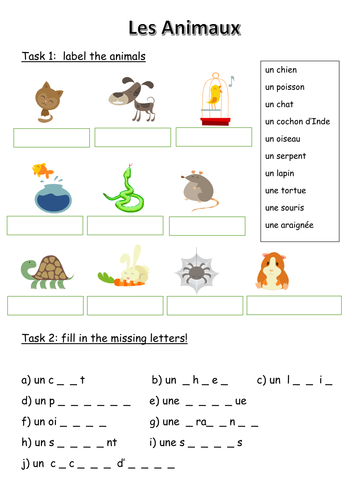 Les Animaux
Task 1: label the animals
un chien
un poisson
un chat
un cochon d'Inde
un oiseau
un serpent
un lapin
une tortue
une souris
une araignée
Task 2: fill in the missing letters!
a) un c _ _ t b) un _ h _ e _ c) un l _ _ i _
d) un p _ _ _ _ _ _ e) une _ _ _ _ ue
f) un oi _ _ _ _ g) une _ ra_ _ n _ _
h) un s _ _ _ _ nt i) une s _ _ _ _ s
j) un c _ c _ _ _ d' _ _ _ _